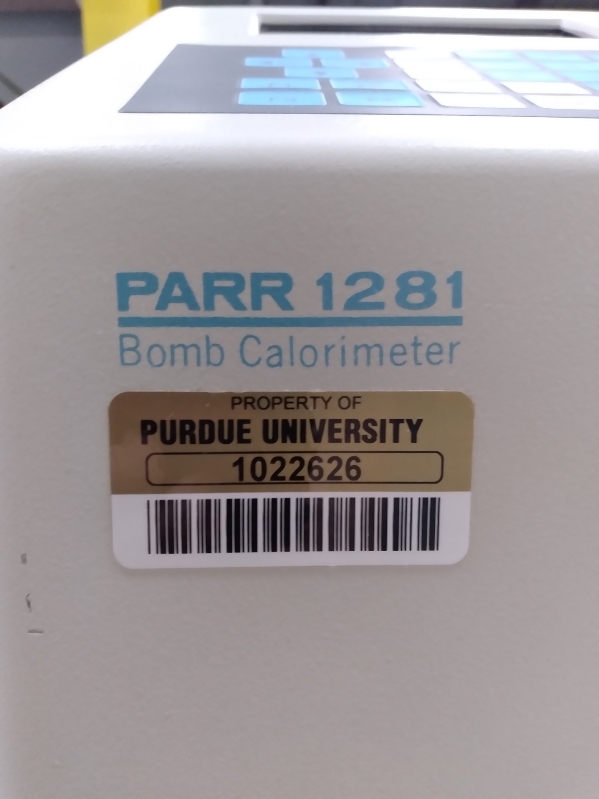 PARR 1281
Bomb Calorimeter
PROPERTY OF
PURDUE UNIVERSITY
1022626